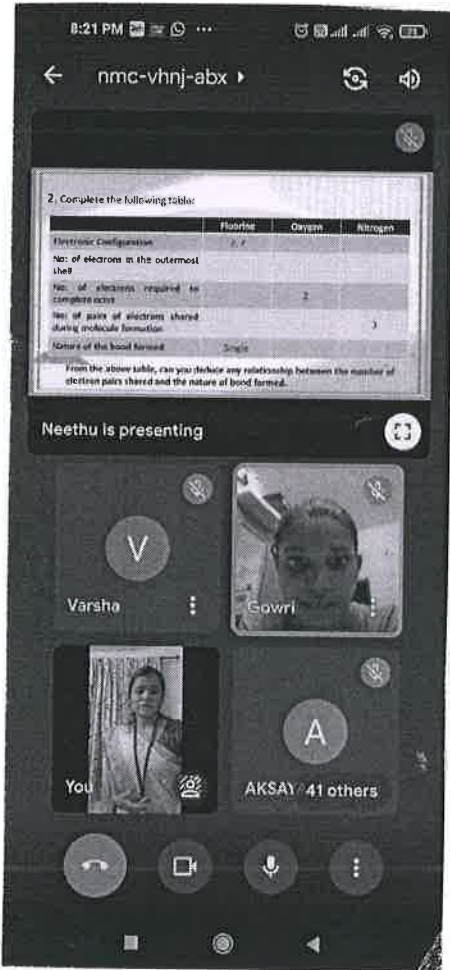 8:21 PM
23
nmc-vhnj-abx
2. Complete the following table:
Fluorine Oxygen Nitrogen
Electronic Configuration 2, 7
No: of electrons in the outermost
shell
No: of electrons required to
complete octet 2
No: of pairs of electrons shared
during molecule formation 3
Nature of the bond formed Single
From the above table, can you deduce any relationship between the number of
electron pairs shared and the nature of bond formed.
Neethu is presenting
V
Varsha
Gowri
You
A
AKSAY 41 others